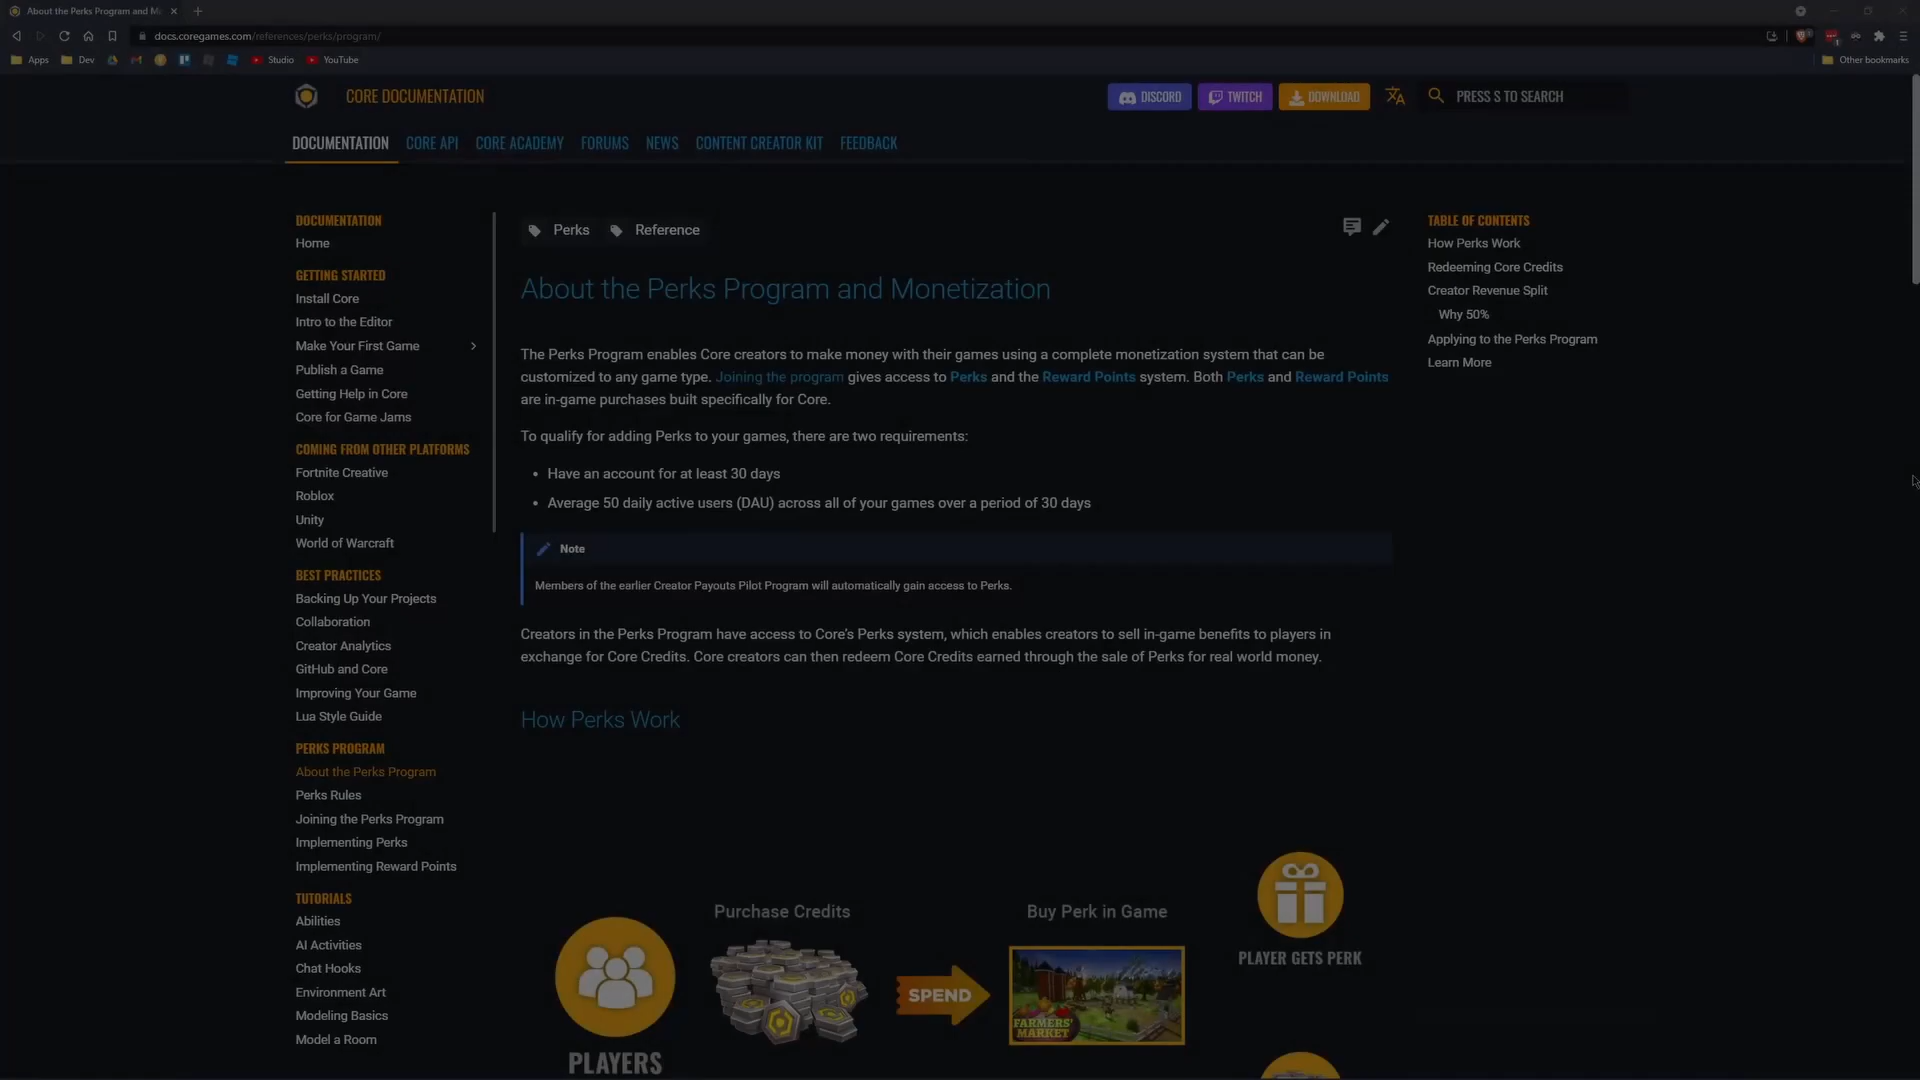 About the Perks Program and M
docs.coregames.com/references/perks/program/
Apps
Dev
Studio
YouTube
Other bookmarks
CORE DOCUMENTATION
DISCORD
TWITCH
DOWNLOAD
PRESS S TO SEARCH
DOCUMENTATION
CORE API
CORE ACADEMY
FORUMS
NEWS
CONTENT CREATOR KIT
FEEDBACK
DOCUMENTATION
Home
GETTING STARTED
Install Core
Intro to the Editor
Make Your First Game
Publish a Game
Getting Help in Core
Core for Game Jams
COMING FROM OTHER PLATFORMS
Fortnite Creative
Roblox
Unity
World of Warcraft
BEST PRACTICES
Backing Up Your Projects
Collaboration
Creator Analytics
GitHub and Core
Improving Your Game
Lua Style Guide
PERKS PROGRAM
About the Perks Program
Perks Rules
Joining the Perks Program
Implementing Perks
Implementing Reward Points
TUTORIALS
Abilities
AI Activities
Chat Hooks
Environment Art
Modeling Basics
Model a Room
Perks
Reference
About the Perks Program and Monetization
The Perks Program enables Core creators to make money with their games using a complete monetization system that can be
customized to any game type. Joining the program gives access to Perks and the Reward Points system. Both Perks and Reward Points
are in-game purchases built specifically for Core.
To qualify for adding Perks to your games, there are two requirements:
• Have an account for at least 30 days
• Average 50 daily active users (DAU) across all of your games over a period of 30 days
Note
Members of the earlier Creator Payouts Pilot Program will automatically gain access to Perks.
Creators in the Perks Program have access to Core's Perks system, which enables creators to sell in-game benefits to players in
exchange for Core Credits. Core creators can then redeem Core Credits earned through the sale of Perks for real world money.
How Perks Work
Purchase Credits
Buy Perk in Game
PLAYER GETS PERK
SPEND
FARMERS'
MARKET
PLAYERS
TABLE OF CONTENTS
How Perks Work
Redeeming Core Credits
Creator Revenue Split
Why 50%
Applying to the Perks Program
Learn More